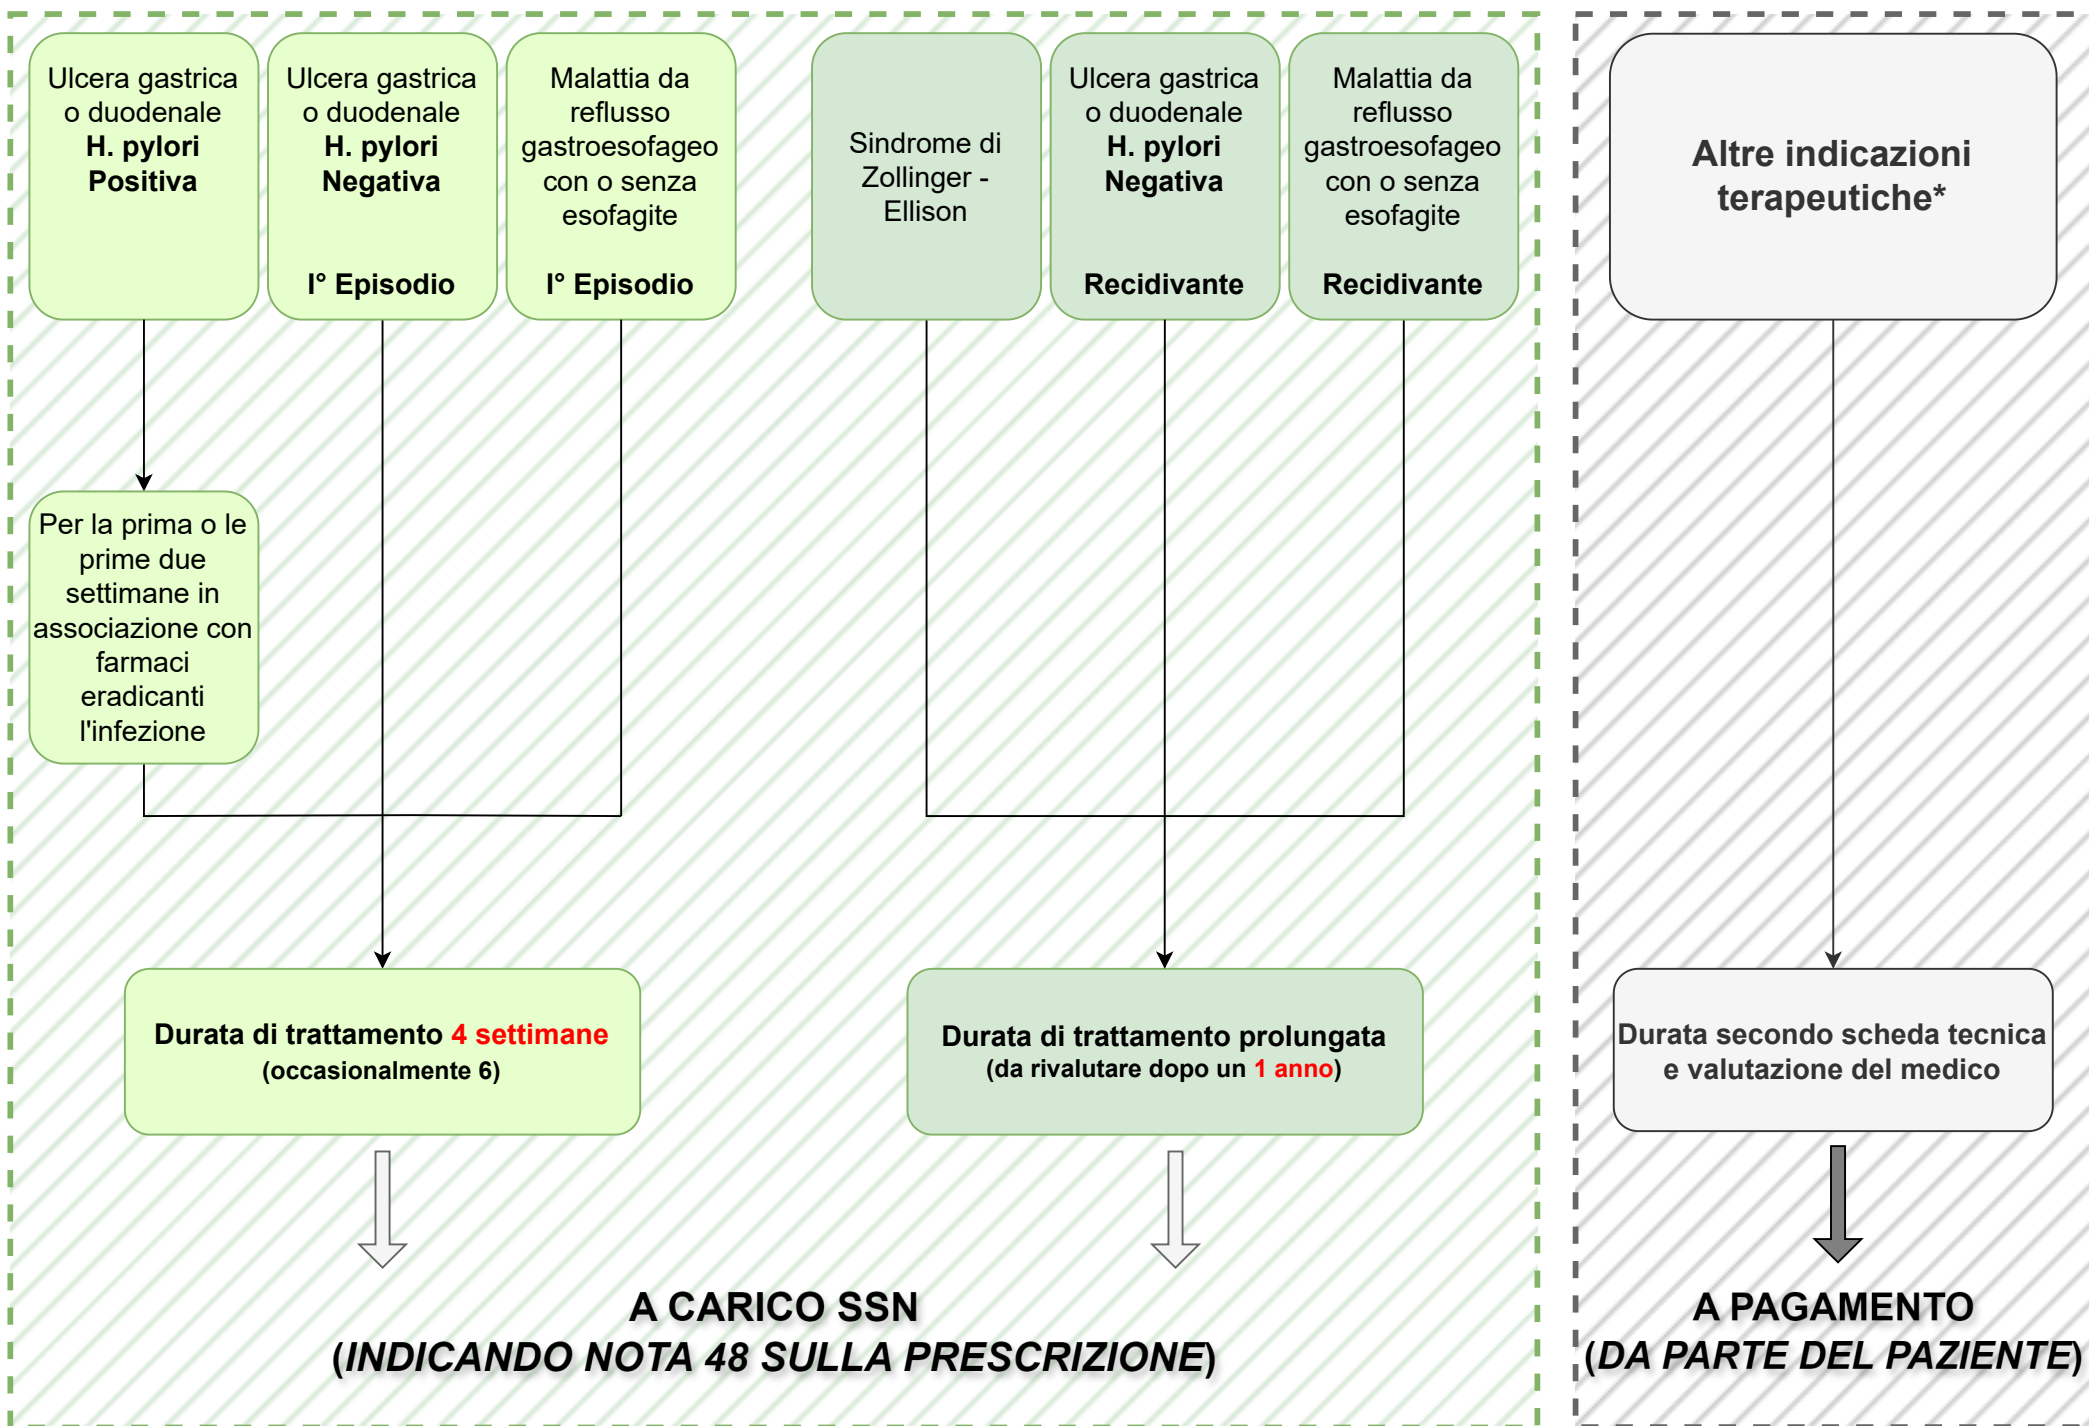 Ulcera gastrica
o duodenale
H. pylori
Positiva
Ulcera gastrica
o duodenale
H. pylori
Negativa
I° Episodio
Malattia da
reflusso
gastroesofageo
con o senza
esofagite
I° Episodio
Sindrome di
Zollinger -
Ellison
Ulcera gastrica
o duodenale
H. pylori
Negativa
Recidivante
Malattia da
reflusso
gastroesofageo
con o senza
esofagite
Recidivante
Altre indicazioni
terapeutiche*
Per la prima o le
prime due
settimane in
associazione con
farmaci
eradicanti
l'infezione
Durata di trattamento 4 settimane
(occasionalmente 6)
Durata di trattamento prolungata
(da rivalutare dopo un 1 anno)
Durata secondo scheda tecnica
e valutazione del medico
A CARICO SSN
(INDICANDO NOTA 48 SULLA PRESCRIZIONE)
A PAGAMENTO
(DA PARTE DEL PAZIENTE)